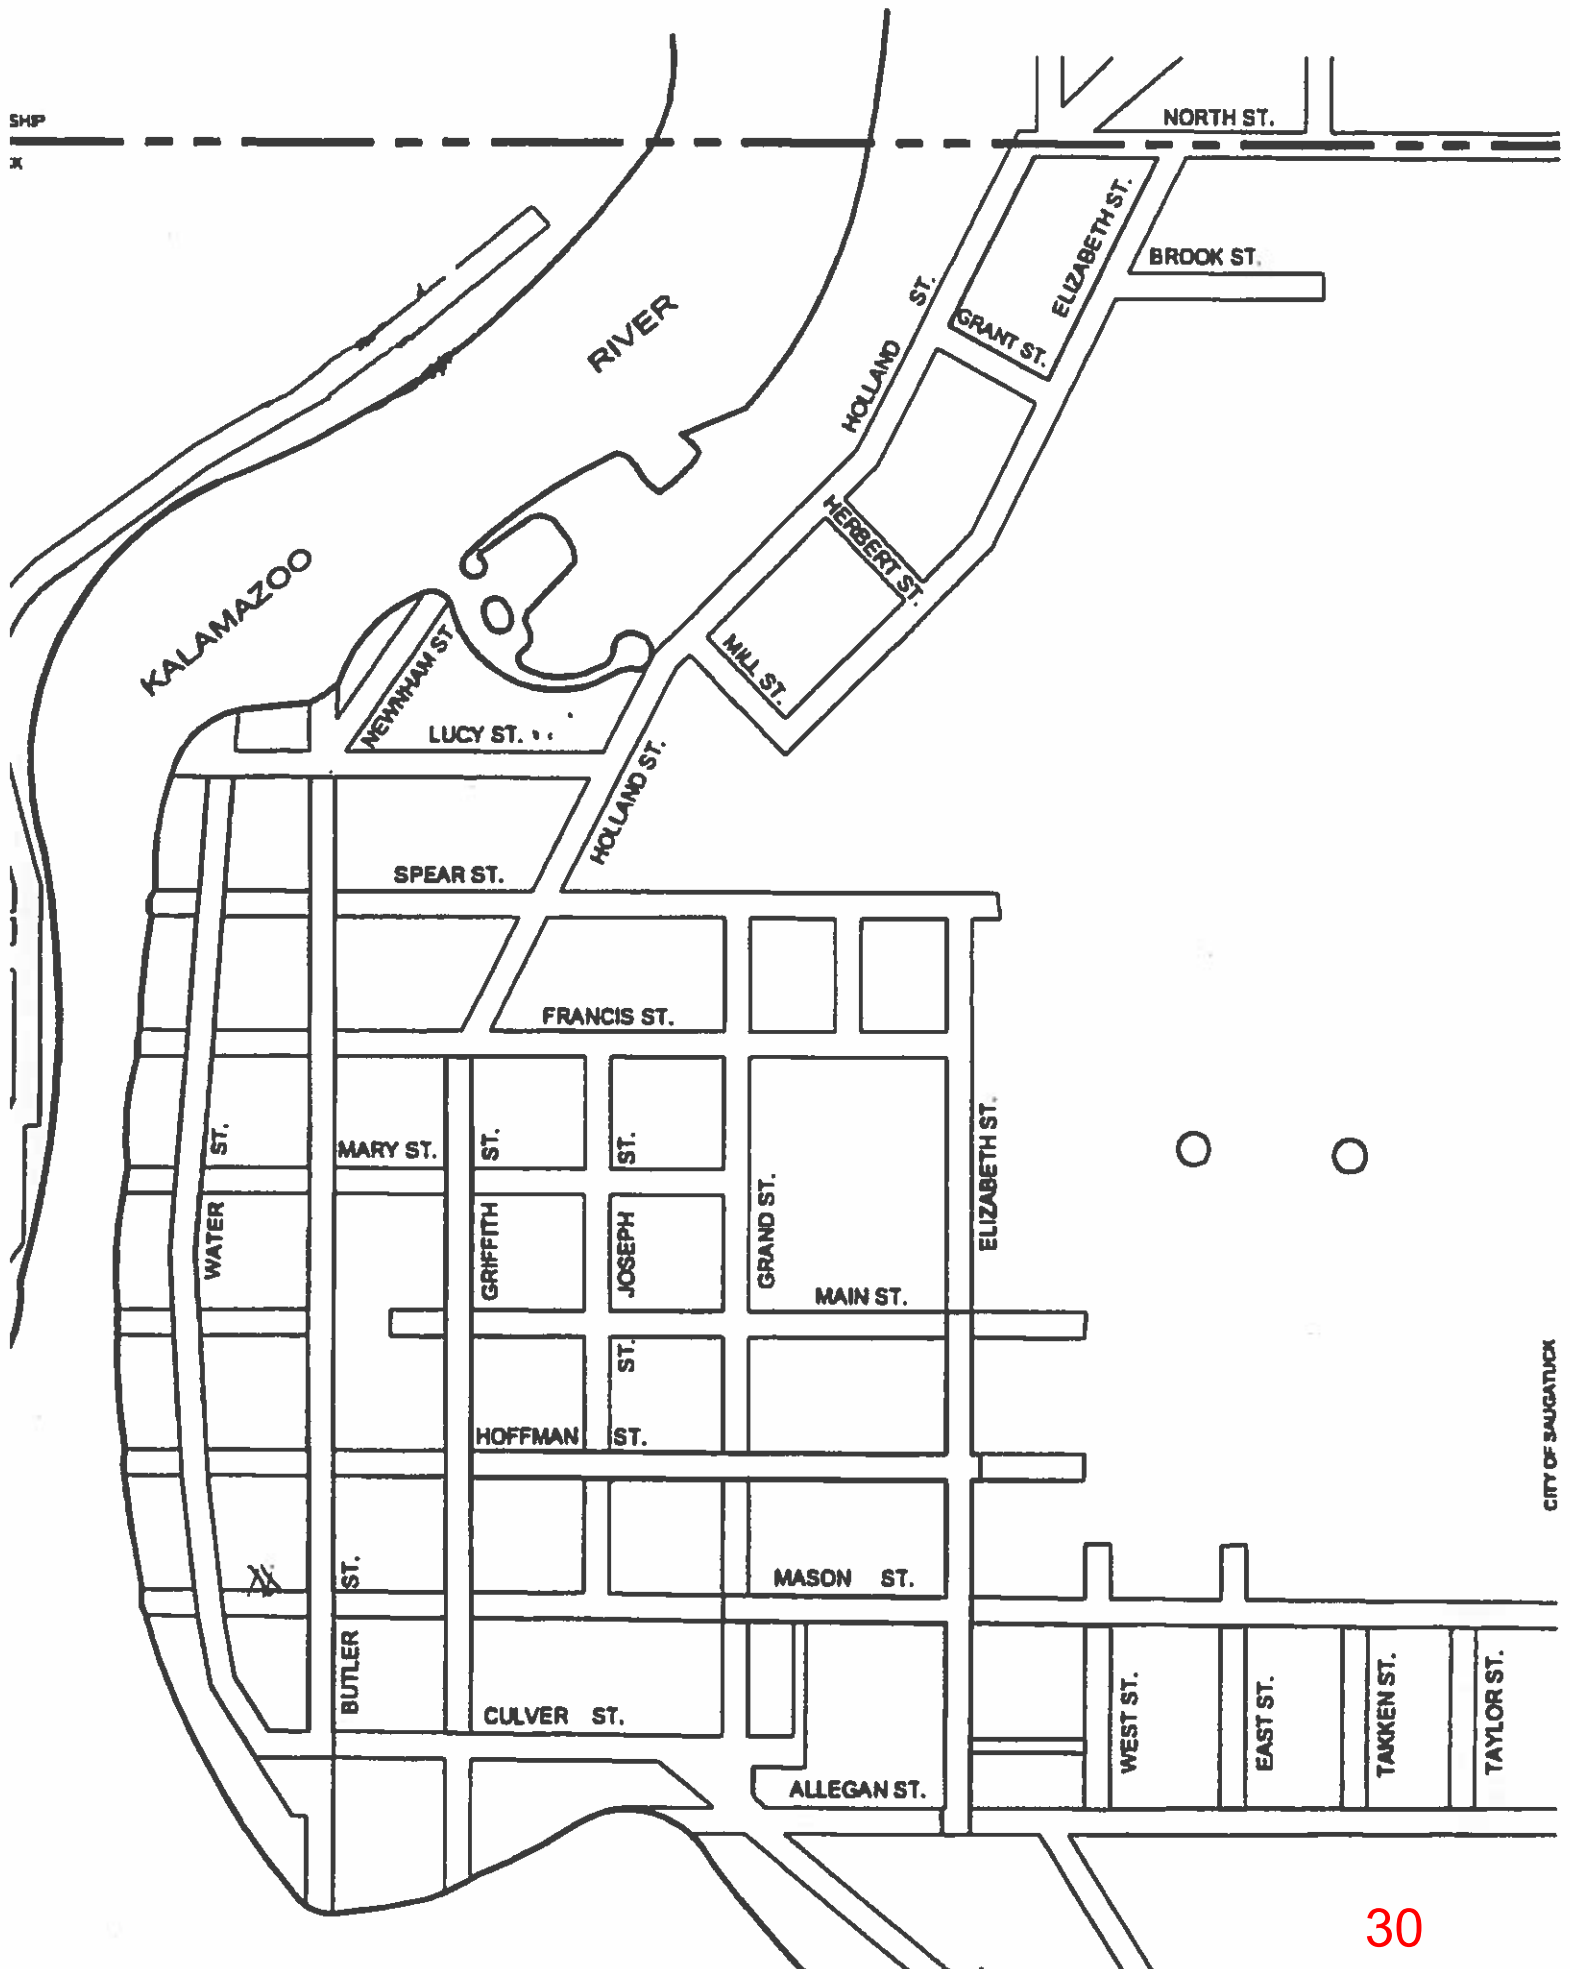 NORTH ST.
SHIP
X
ELIZABETH ST.
BROOK ST.
HOLLAND ST.
GRANT ST.
RIVER
KALAMAZOO
HERBERT ST.
MILL ST.
NEWNHAM ST
LUCY ST.
HOLLAND ST.
SPEAR ST.
FRANCIS ST.
MARY ST.
WATER ST.
GRIFFITH ST.
JOSEPH ST.
GRAND ST.
ELIZABETH ST.
MAIN ST.
ST.
CITY OF SAUGATUCK
HOFFMAN ST.
MASON ST.
BUTLER ST.
CULVER ST.
WEST ST.
EAST ST.
TAKKEN ST.
TAYLOR ST.
ALLEGAN ST.
30